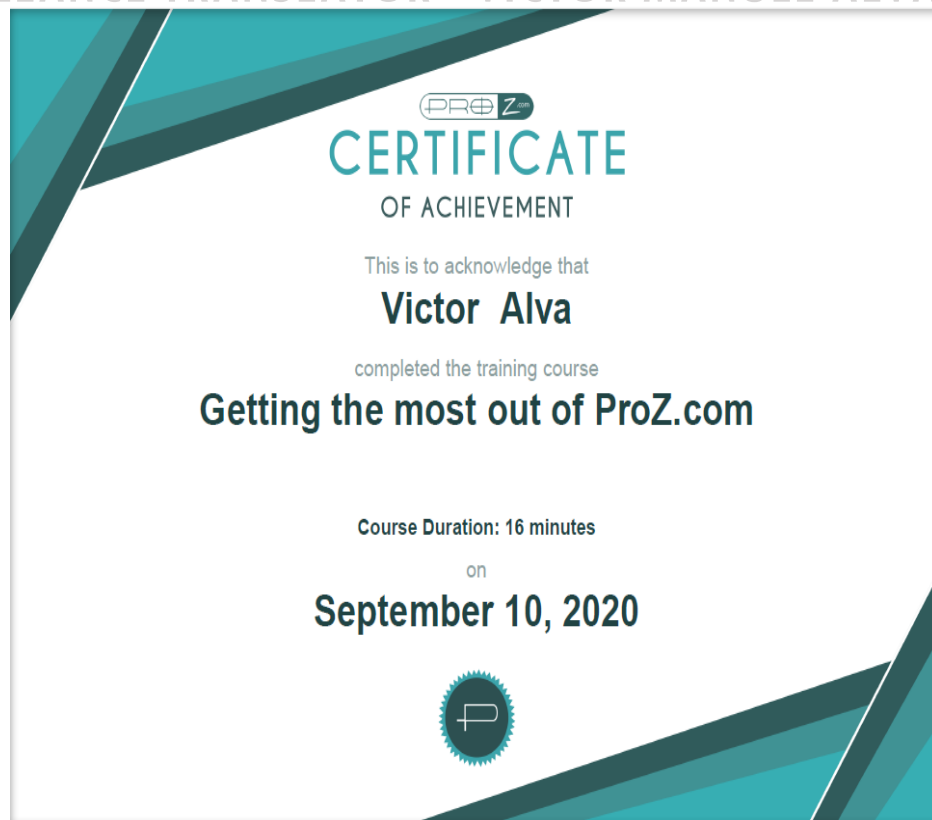 PROZ.com
CERTIFICATE
OF ACHIEVEMENT
This is to acknowledge that
Victor Alva
completed the training course
Getting the most out of ProZ.com
Course Duration: 16 minutes
on
September 10, 2020
P